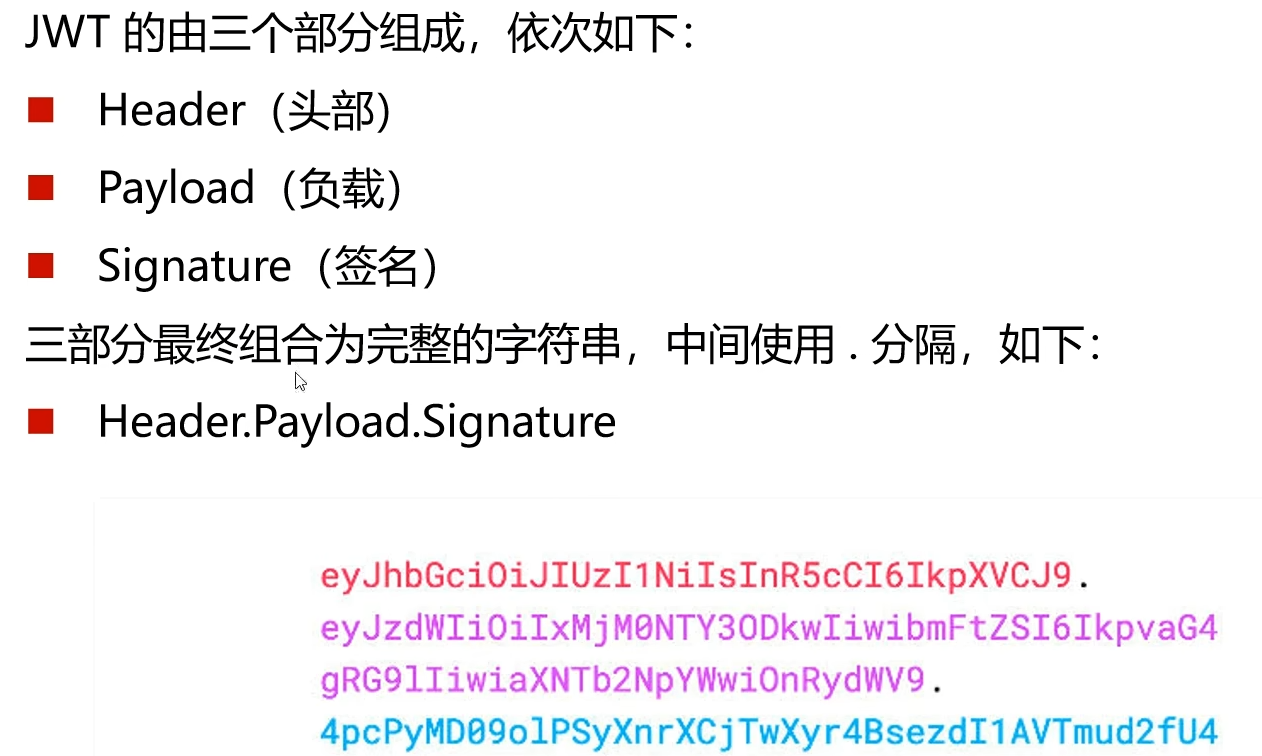 JWT 的由三个部分组成，依次如下：
Header（头部）
Payload（负载）
Signature（签名）
三部分最终组合为完整的字符串，中间使用 . 分隔，如下：
Header.Payload.Signature
eyJhbGciOiJIUzI1NiIsInR5cCI6IkpXVCJ9.
eyJzdWIiOiIxMjM0NTY3ODkwIiwibmFtZSI6IkpvaG4
gRG9lIiwiaXNTb2NpYWwiOnRydWV9.
4pcPyMD09olPSyXnrXCjTwXyr4BsezdI1AVTmud2fU4